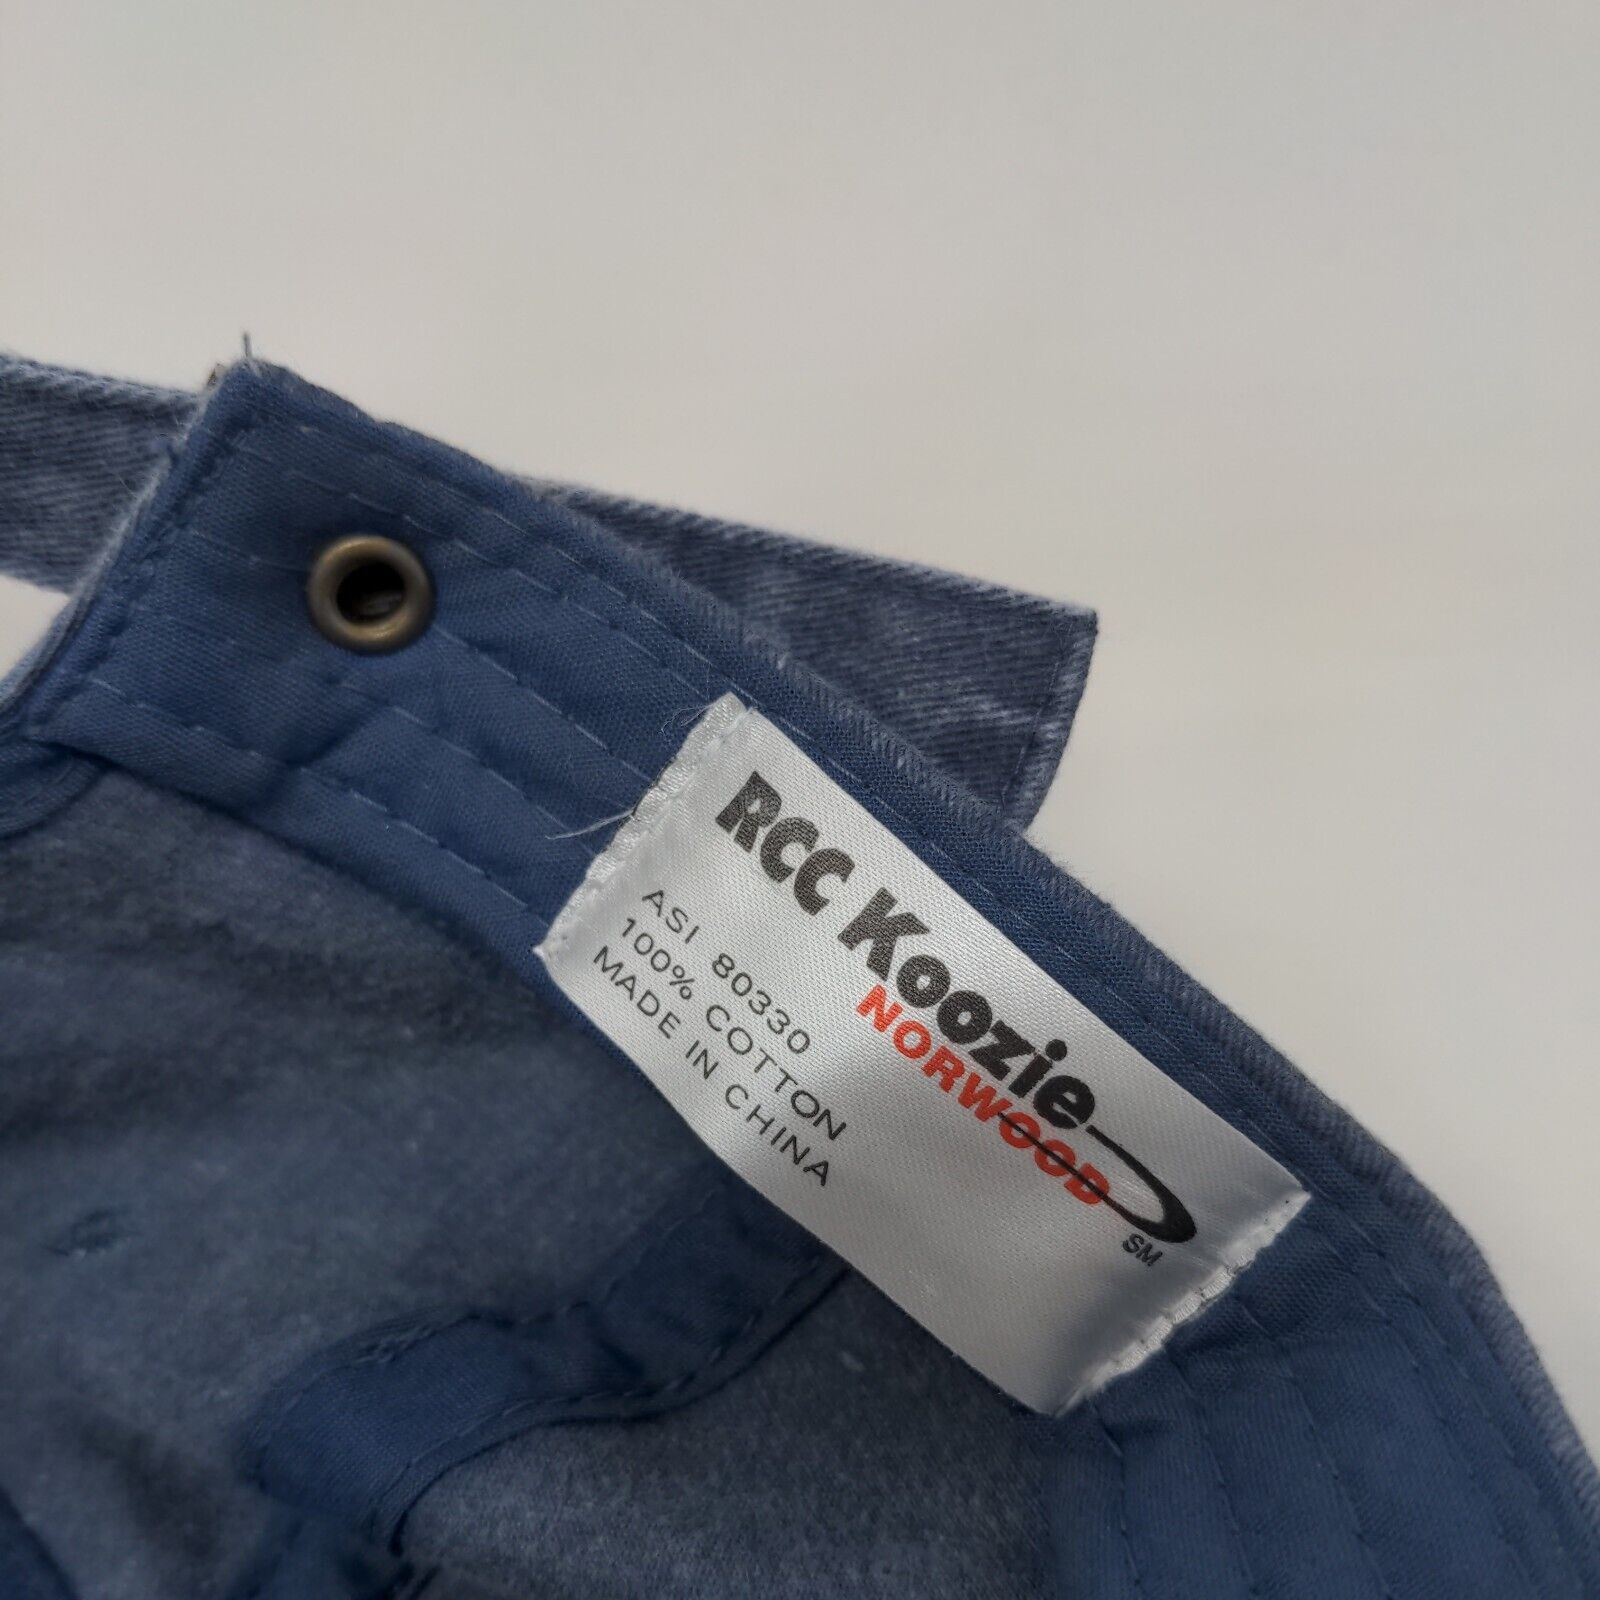 RCC Koozie
NORWOOD
SM
ASI 80330
100% COTTON
MADE IN CHINA